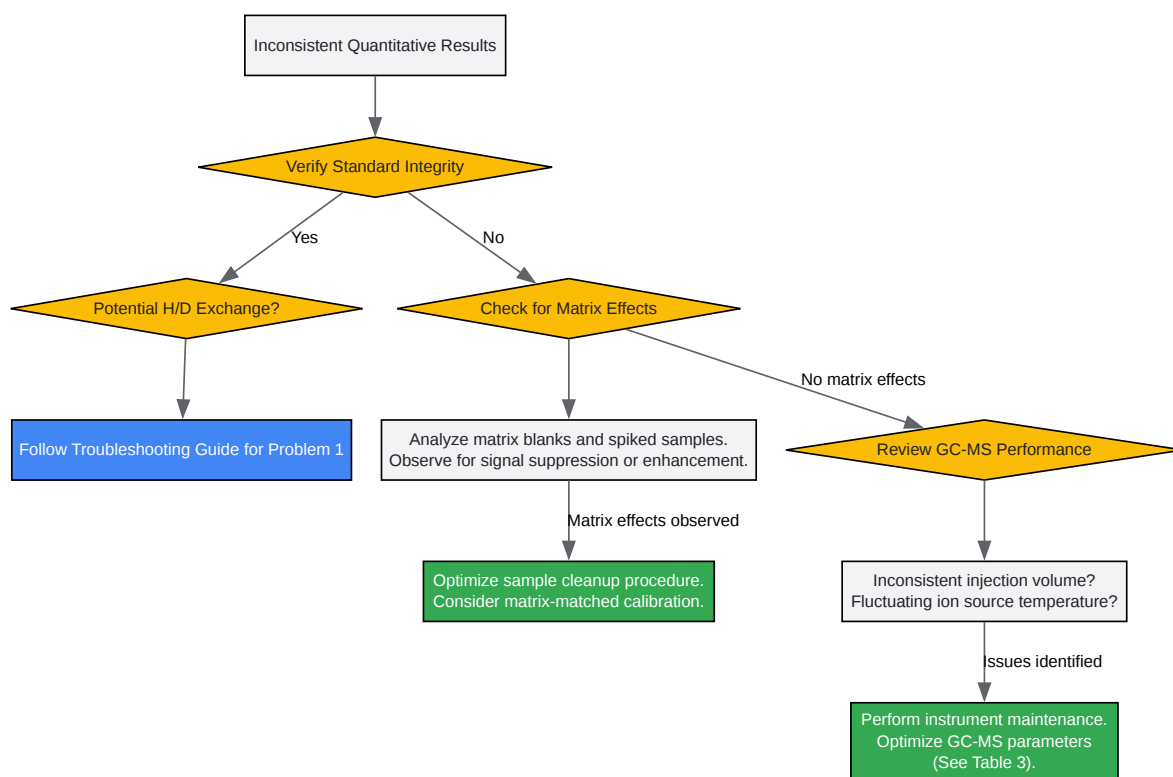 Inconsistent Quantitative Results
Verify Standard Integrity
Yes
No
Potential H/D Exchange?
Check for Matrix Effects
No matrix effects
Follow Troubleshooting Guide for Problem 1
Analyze matrix blanks and spiked samples.
Observe for signal suppression or enhancement.
Review GC-MS Performance
Matrix effects observed
Optimize sample cleanup procedure.
Consider matrix-matched calibration.
Inconsistent injection volume?
Fluctuating ion source temperature?
Issues identified
Perform instrument maintenance.
Optimize GC-MS parameters
(See Table 3).